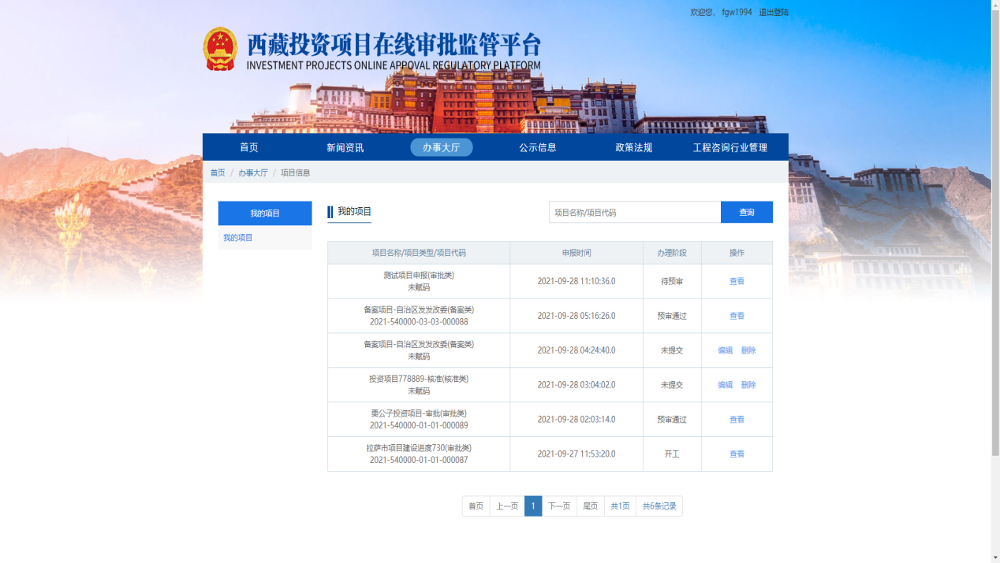 欢迎您, fgw1994 退出登陆
西藏投资项目在线审批监管平台
INVESTMENT PROJECTS ONLINE APPOVAL REGULATORY PLATFORM
首页 新闻资讯 办事大厅 公示信息 政策法规 工程咨询行业管理
首页 / 办事大厅 / 项目信息
我的项目
我的项目
我的项目 项目名称/项目代码 查询
项目名称/项目类型/项目代码 申报时间 办理阶段 操作
测试项目申报(审批类)
未赋码 2021-09-28 11:10:36.0 待预审 查看
备案项目-自治区发发改委(备案类)
2021-540000-03-03-000088 2021-09-28 05:16:26.0 预审通过 查看
备案项目-自治区发发改委(备案类)
未赋码 2021-09-28 04:24:40.0 未提交 编辑 删除
投资项目778889-核准(核准类)
未赋码 2021-09-28 03:04:02.0 未提交 编辑 删除
栗公子投资项目-审批(审批类)
2021-540000-01-01-000089 2021-09-28 02:03:14.0 预审通过 查看
拉萨市项目建设进度730(审批类)
2021-540000-01-01-000087 2021-09-27 11:53:20.0 开工 查看
首页 上一页 1 下一页 尾页 共1页 共6条记录